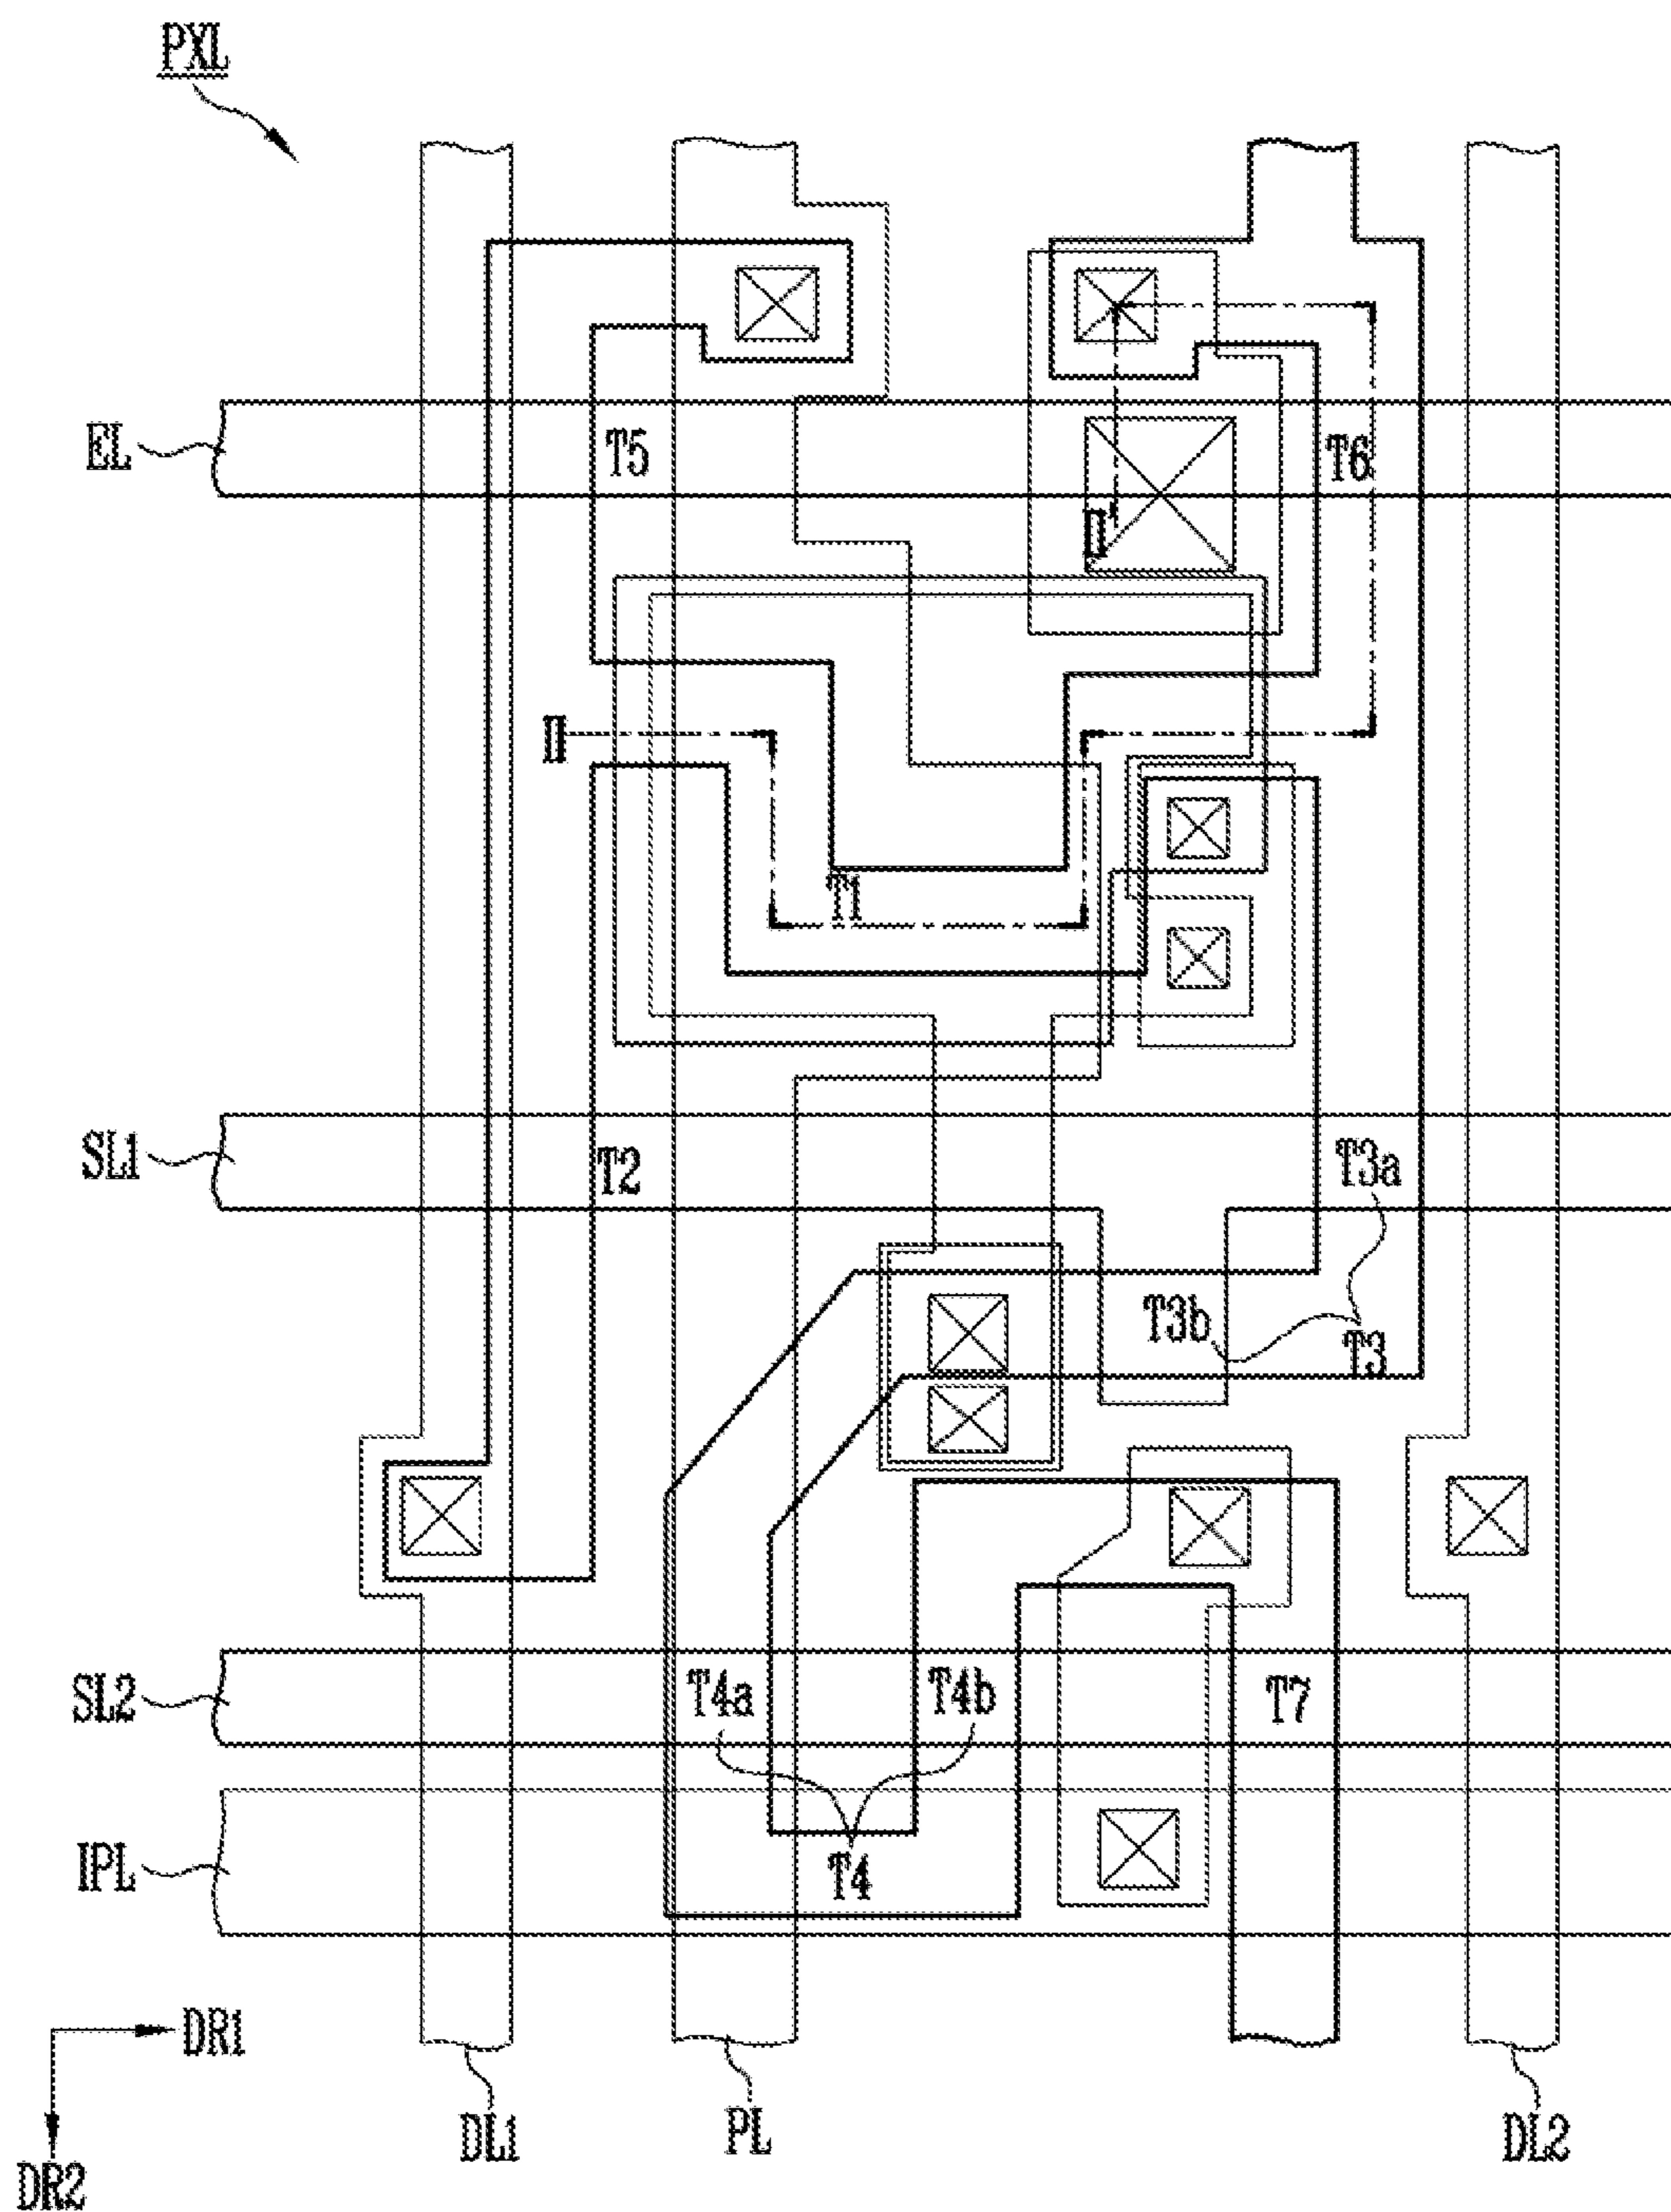 PXL
EL
T5
T6
II'
II
T1
SL1
T2
T3a
T3b
T3
SL2
T4a
T4b
T7
IPL
T4
DR1
DR2
DL1
PL
DL2